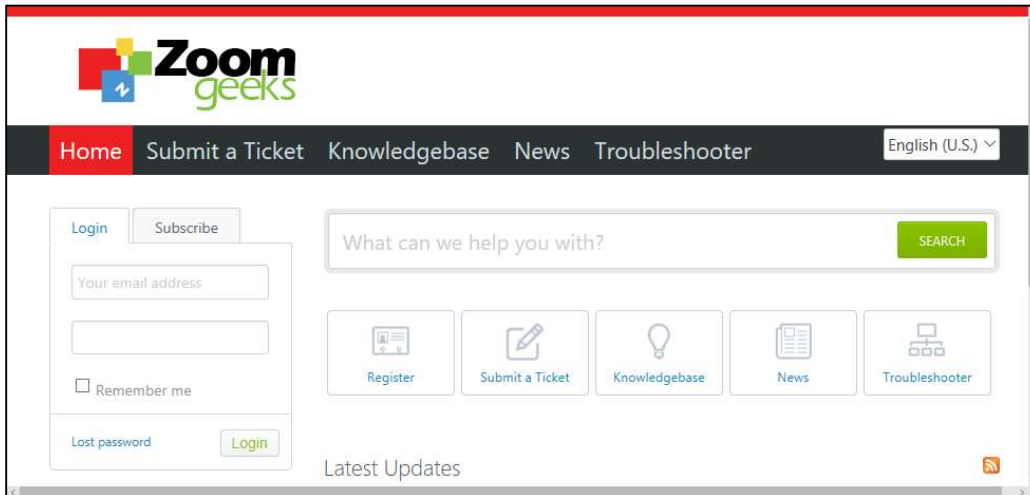 Zoom
geeks
Home Submit a Ticket Knowledgebase News Troubleshooter English (U.S.)
Login Subscribe
What can we help you with? SEARCH
Your email address
Remember me
Lost password Login
Register Submit a Ticket Knowledgebase News Troubleshooter
Latest Updates